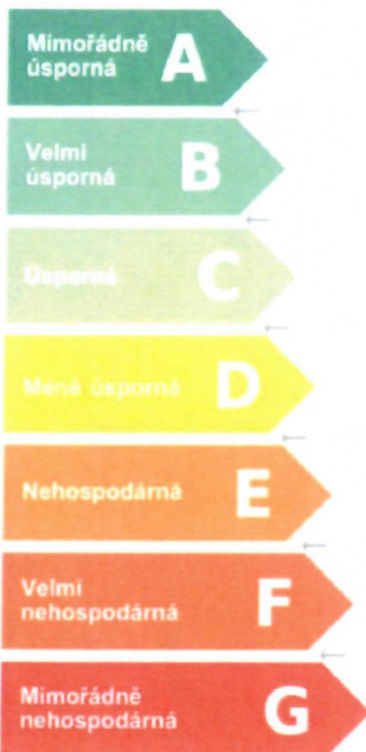 Mimořádně
úsporná
A
Velmi
úsporná
B
Úsporná
C
Méně úsporná
D
Nehospodárná
E
Velmi
nehospodárná
F
Mimořádně
nehospodárná
G